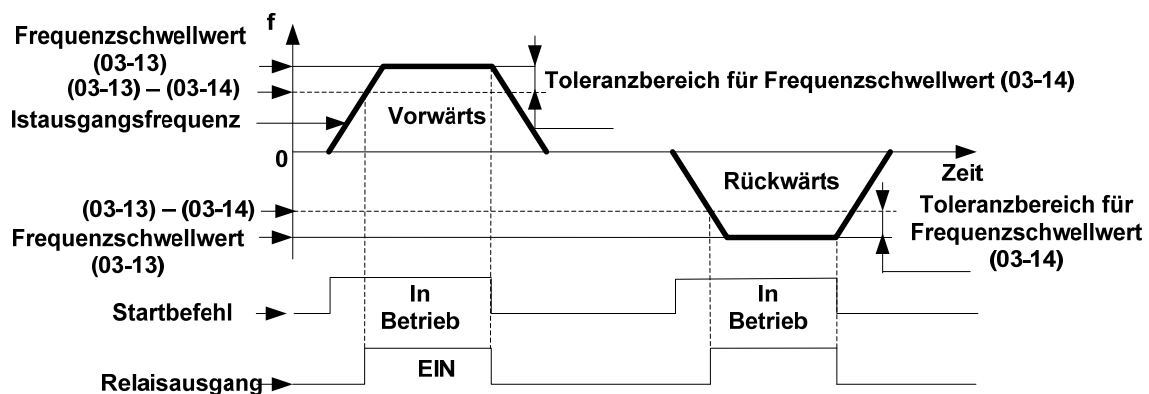 f
Frequenzschwellwert
(03-13)
(03-13) – (03-14)
Istausgangsfrequenz
Toleranzbereich für Frequenzschwellwert (03-14)
Vorwärts
0
Zeit
Rückwärts
(03-13) – (03-14)
Frequenzschwellwert
(03-13)
Toleranzbereich für
Frequenzschwellwert
(03-14)
Startbefehl
In
Betrieb
In
Betrieb
Relaisausgang
EIN